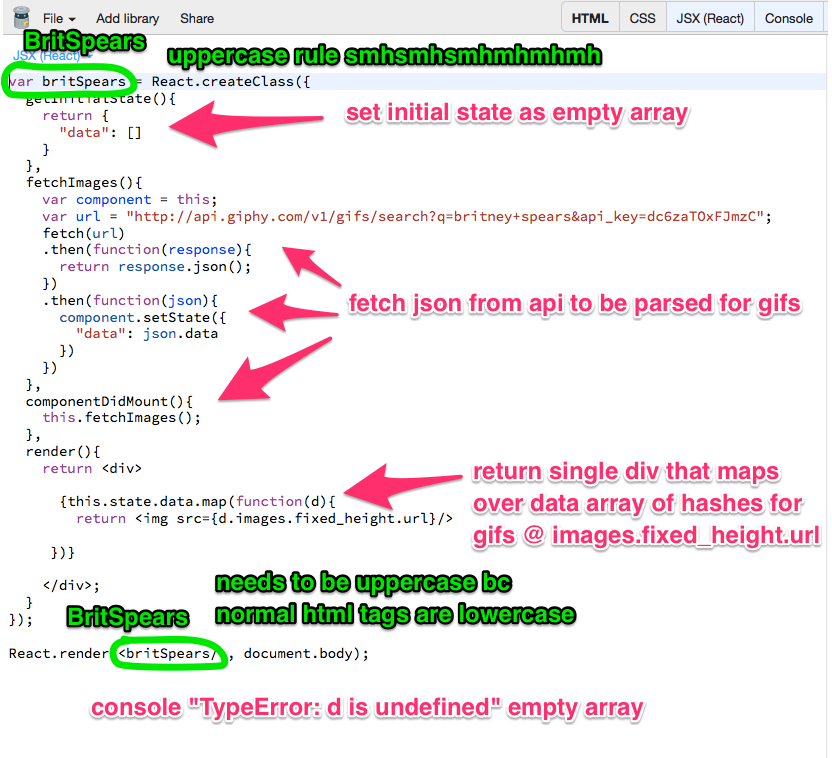 File Add library Share HTML CSS JSX (React) Console
BritSpears
JSX (React)
uppercase rule smhsmhsmhmhmhmh
var britSpears = React.createClass({
getInitialState(){
return {
"data": []
}
},
set initial state as empty array
fetchImages(){
var component = this;
var url = "http://api.giphy.com/v1/gifs/search?q=britney+spears&api_key=dc6zaTOxFJmzC";
fetch(url)
.then(function(response){
return response.json();
})
.then(function(json){
component.setState({
"data": json.data
})
})
},
fetch json from api to be parsed for gifs
componentDidMount(){
this.fetchImages();
},
render(){
return <div>
{this.state.data.map(function(d){
return <img src={d.images.fixed_height.url}/>
})}
return single div that maps
over data array of hashes for
gifs @ images.fixed_height.url
</div>;
}
});
needs to be uppercase bc
normal html tags are lowercase
BritSpears
React.render(<britSpears/>, document.body);
console "TypeError: d is undefined" empty array